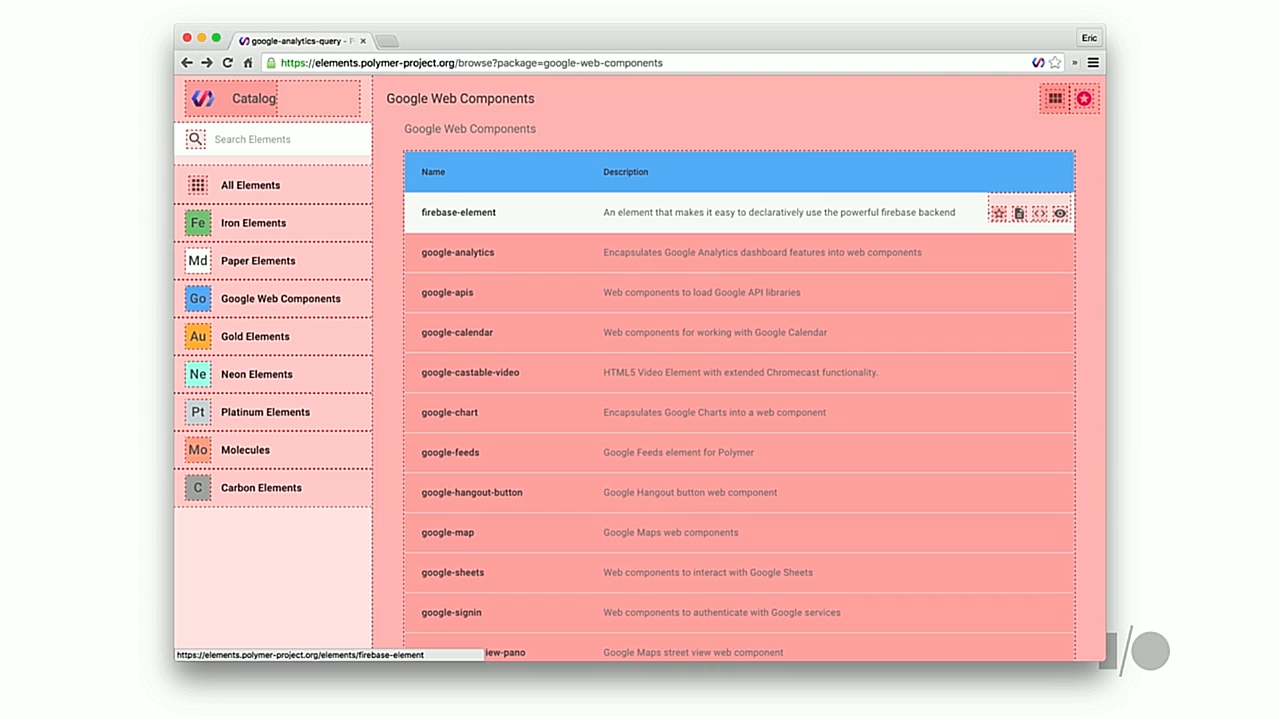 google-analytics-query - P
Eric
https://elements.polymer-project.org/browse?package=google-web-components
»
Catalog
Google Web Components
Search Elements
Google Web Components
Name Description
All Elements
firebase-element An element that makes it easy to declaratively use the powerful firebase backend
Fe Iron Elements
google-analytics Encapsulates Google Analytics dashboard features into web components
Md Paper Elements
google-apis Web components to load Google API libraries
Go Google Web Components
google-calendar Web components for working with Google Calendar
Au Gold Elements
google-castable-video HTML5 Video Element with extended Chromecast functionality.
Ne Neon Elements
google-chart Encapsulates Google Charts into a web component
Pt Platinum Elements
google-feeds Google Feeds element for Polymer
Mo Molecules
google-hangout-button Google Hangout button web component
C Carbon Elements
google-map Google Maps web components
google-sheets Web components to interact with Google Sheets
google-signin Web components to authenticate with Google services
iew-pano Google Maps street view web component
https://elements.polymer-project.org/elements/firebase-element
I/O